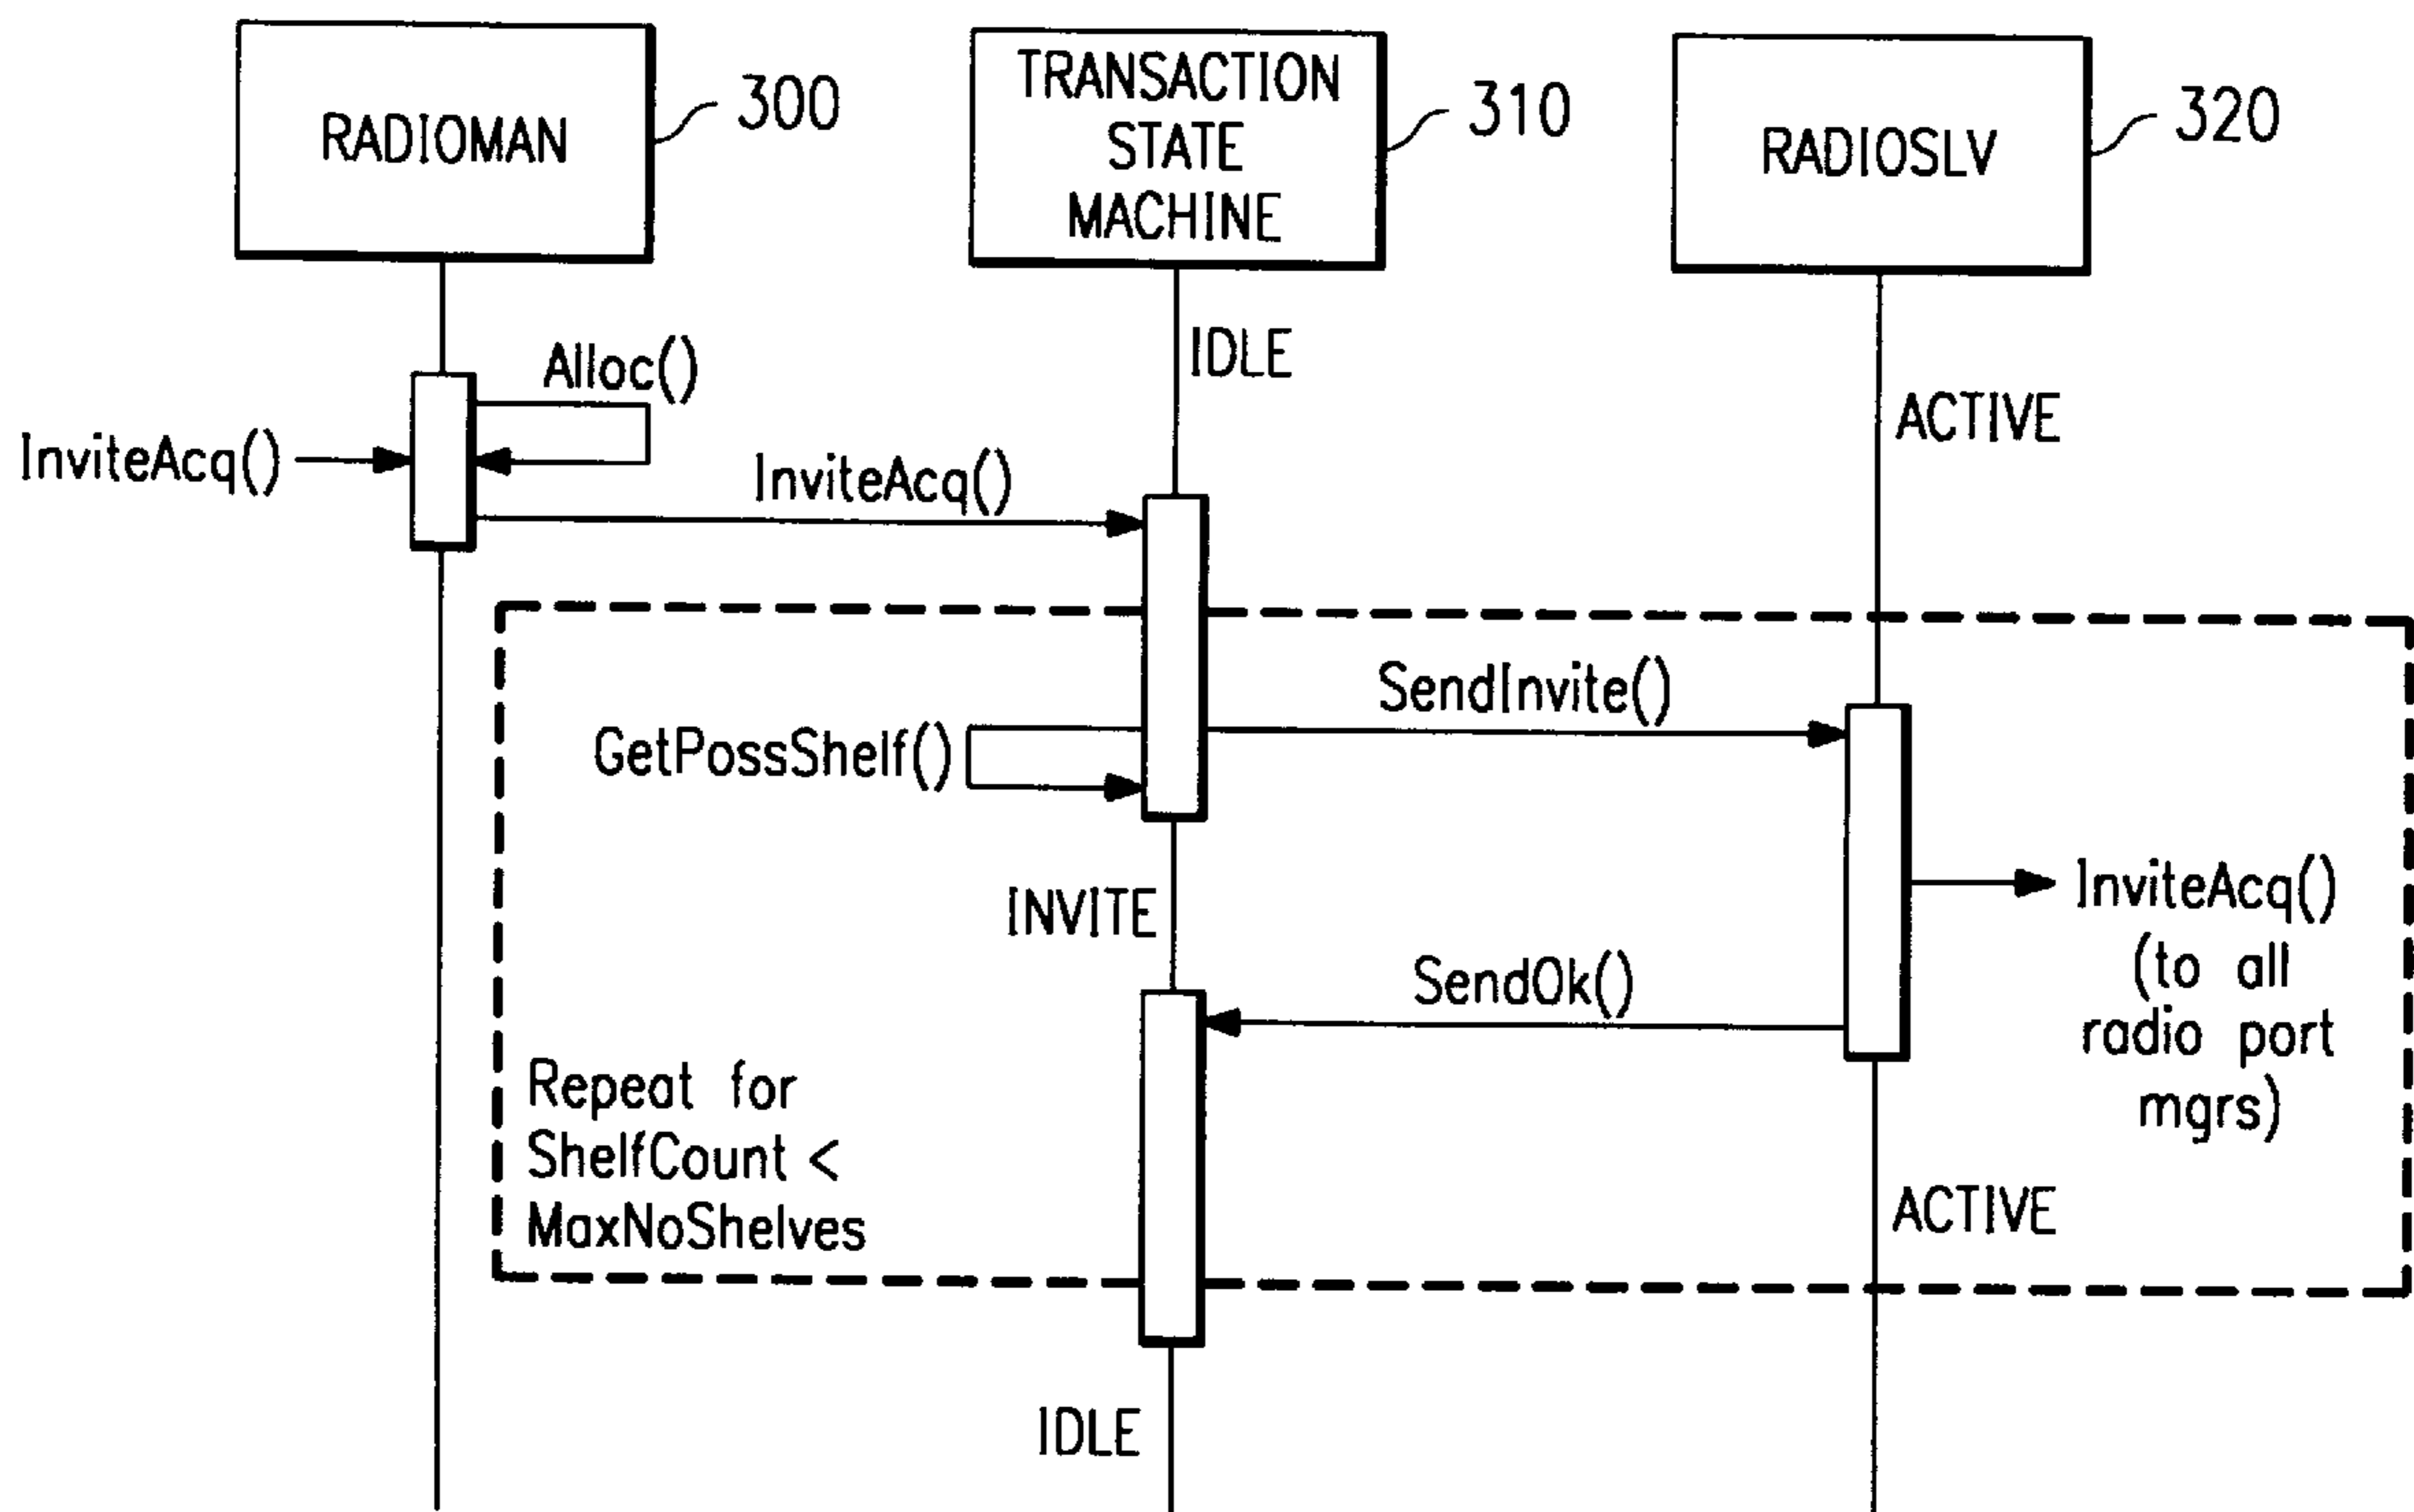 RADIOMAN
300
TRANSACTION
STATE
MACHINE
310
RADIOSLV
320
IDLE
Alloc()
ACTIVE
InviteAcq()
InviteAcq()
SendInvite()
GetPossShelf()
INVITE
InviteAcq()
(to all
radio port
mgrs)
SendOk()
Repeat for
ShelfCount <
MaxNoShelves
ACTIVE
IDLE